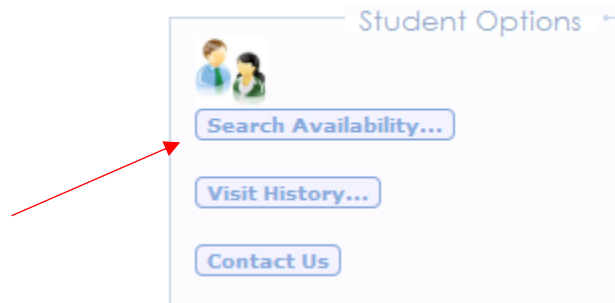 Student Options
Search Availability...
Visit History...
Contact Us